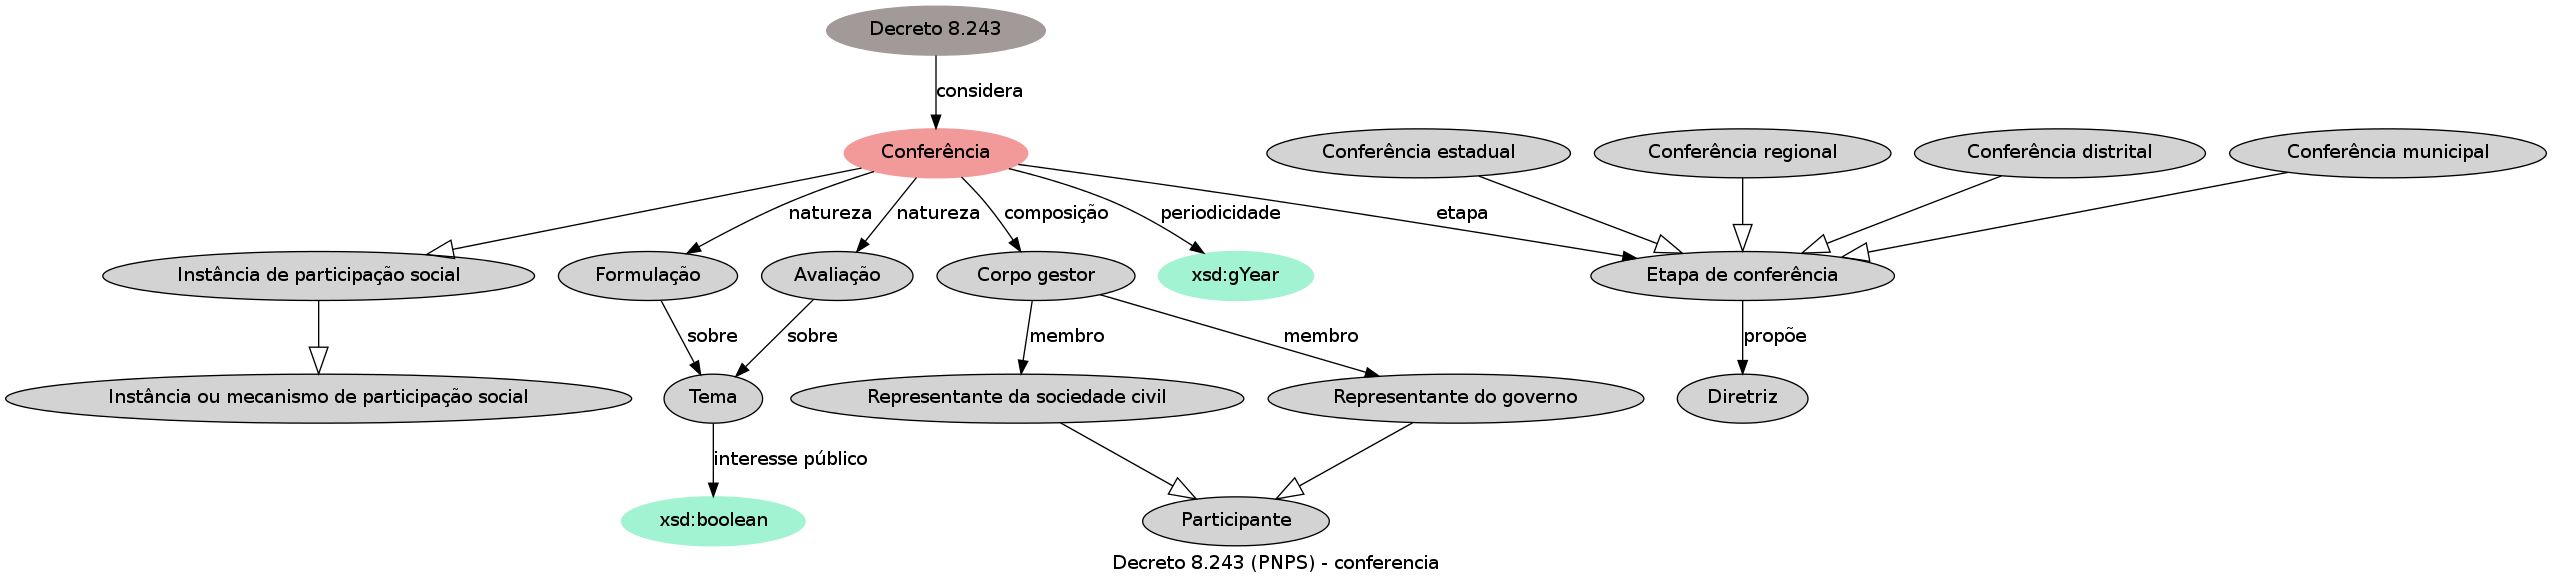 Decreto 8.243
considera
Conferência
Conferência estadual
Conferência regional
Conferência distrital
Conferência municipal
natureza
natureza
composição
periodicidade
etapa
Instância de participação social
Formulação
Avaliação
Corpo gestor
xsd:gYear
Etapa de conferência
sobre
sobre
membro
membro
propõe
Instância ou mecanismo de participação social
Tema
Representante da sociedade civil
Representante do governo
Diretriz
interesse público
xsd:boolean
Participante
Decreto 8.243 (PNPS) - conferencia